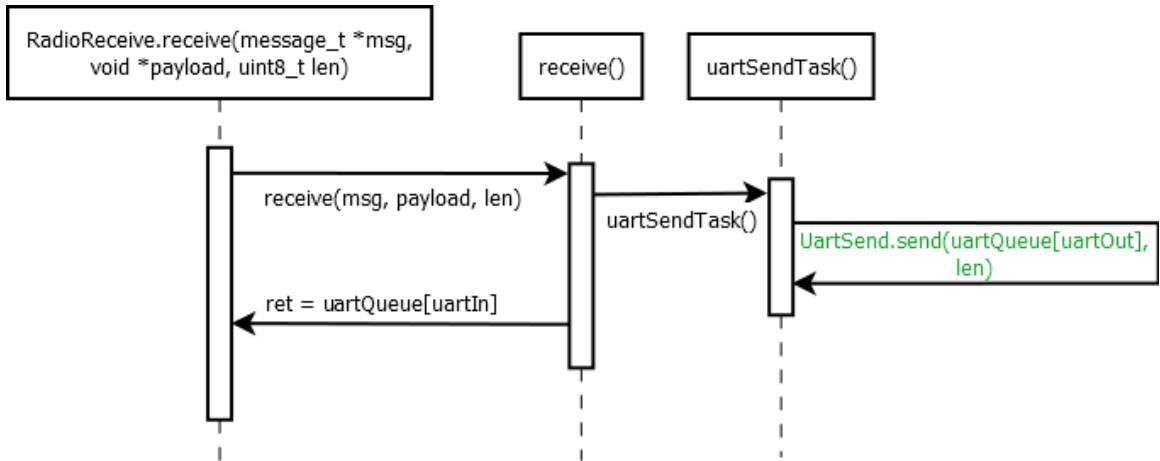 RadioReceive.receive(message_t *msg,
void *payload, uint8_t len)
receive()
uartSendTask()
receive(msg, payload, len)
uartSendTask()
UartSend.send(uartQueue[uartOut],
len)
ret = uartQueue[uartIn]